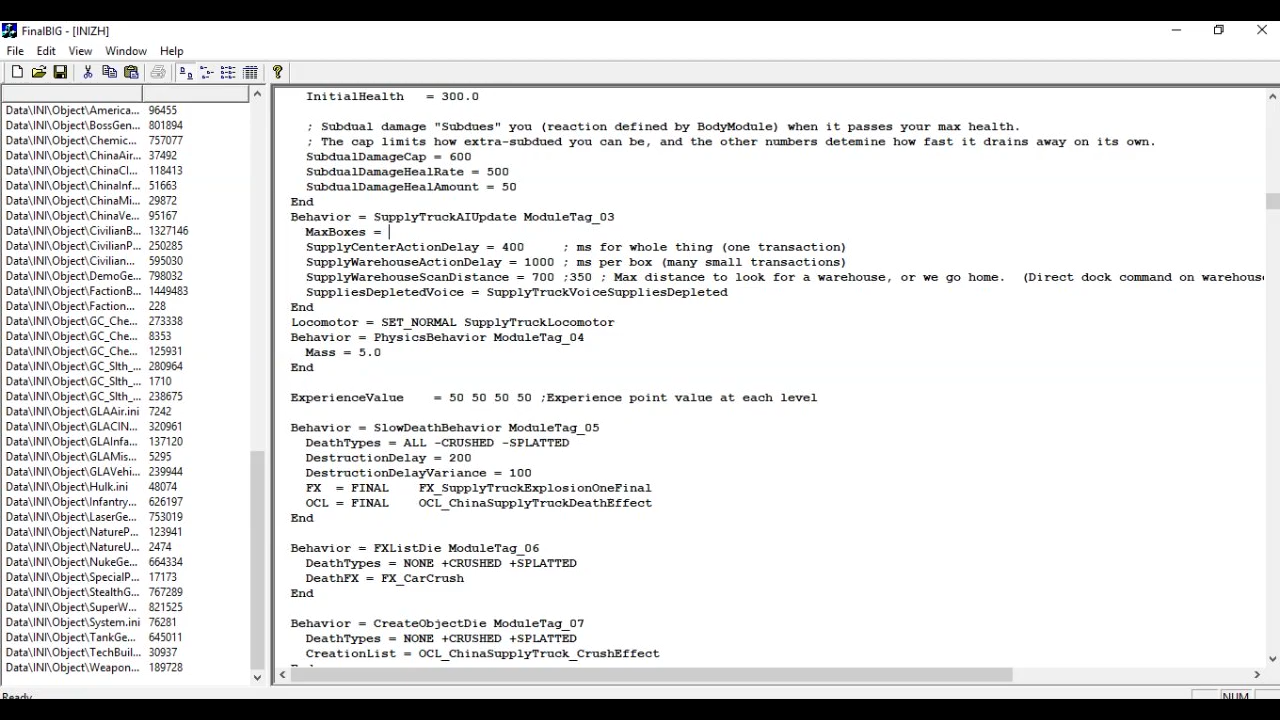 FinalBIG - [INIZH]
File Edit View Window Help
Data\INI\Object\America... 96455
Data\INI\Object\BossGen... 801894
Data\INI\Object\Chemic... 757077
Data\INI\Object\ChinaAir... 37492
Data\INI\Object\ChinaCI... 118413
Data\INI\Object\ChinaInf... 51663
Data\INI\Object\ChinaMi... 29872
Data\INI\Object\ChinaVe... 95167
Data\INI\Object\CivilianB... 1327146
Data\INI\Object\CivilianP... 250285
Data\INI\Object\Civilian... 595030
Data\INI\Object\DemoGe... 798032
Data\INI\Object\FactionB... 1449483
Data\INI\Object\Faction... 228
Data\INI\Object\GC_Che... 273338
Data\INI\Object\GC_Che... 8353
Data\INI\Object\GC_Che... 125931
Data\INI\Object\GC_Slth_... 280964
Data\INI\Object\GC_Slth_... 1710
Data\INI\Object\GC_Slth_... 238675
Data\INI\Object\GLAAir.ini 7242
Data\INI\Object\GLACIN... 320961
Data\INI\Object\GLAInfa... 137120
Data\INI\Object\GLAMis... 5295
Data\INI\Object\GLAVehi... 239944
Data\INI\Object\Hulk.ini 48074
Data\INI\Object\Infantry... 626197
Data\INI\Object\LaserGe... 753019
Data\INI\Object\NatureP... 123941
Data\INI\Object\NatureU... 2474
Data\INI\Object\NukeGe... 664334
Data\INI\Object\SpecialP... 17173
Data\INI\Object\StealthG... 767289
Data\INI\Object\SuperW... 821525
Data\INI\Object\System.ini 76281
Data\INI\Object\TankGe... 645011
Data\INI\Object\TechBuil... 30937
Data\INI\Object\Weapon... 189728
InitialHealth = 300.0
; Subdual damage "Subdues" you (reaction defined by BodyModule) when it passes your max health.
; The cap limits how extra-subdued you can be, and the other numbers detemine how fast it drains away on its own.
SubdualDamageCap = 600
SubdualDamageHealRate = 500
SubdualDamageHealAmount = 50
End
Behavior = SupplyTruckAIUpdate ModuleTag_03
MaxBoxes =
SupplyCenterActionDelay = 400 ; ms for whole thing (one transaction)
SupplyWarehouseActionDelay = 1000 ; ms per box (many small transactions)
SupplyWarehouseScanDistance = 700 ;350 ; Max distance to look for a warehouse, or we go home. (Direct dock command on warehous
SuppliesDepletedVoice = SupplyTruckVoiceSuppliesDepleted
End
Locomotor = SET_NORMAL SupplyTruckLocomotor
Behavior = PhysicsBehavior ModuleTag_04
Mass = 5.0
End
ExperienceValue = 50 50 50 50 ;Experience point value at each level
Behavior = SlowDeathBehavior ModuleTag_05
DeathTypes = ALL -CRUSHED -SPLATTED
DestructionDelay = 200
DestructionDelayVariance = 100
FX = FINAL FX_SupplyTruckExplosionOneFinal
OCL = FINAL OCL_ChinaSupplyTruckDeathEffect
End
Behavior = FXListDie ModuleTag_06
DeathTypes = NONE +CRUSHED +SPLATTED
DeathFX = FX_CarCrush
End
Behavior = CreateObjectDie ModuleTag_07
DeathTypes = NONE +CRUSHED +SPLATTED
CreationList = OCL_ChinaSupplyTruck_CrushEffect
Ready
NUM